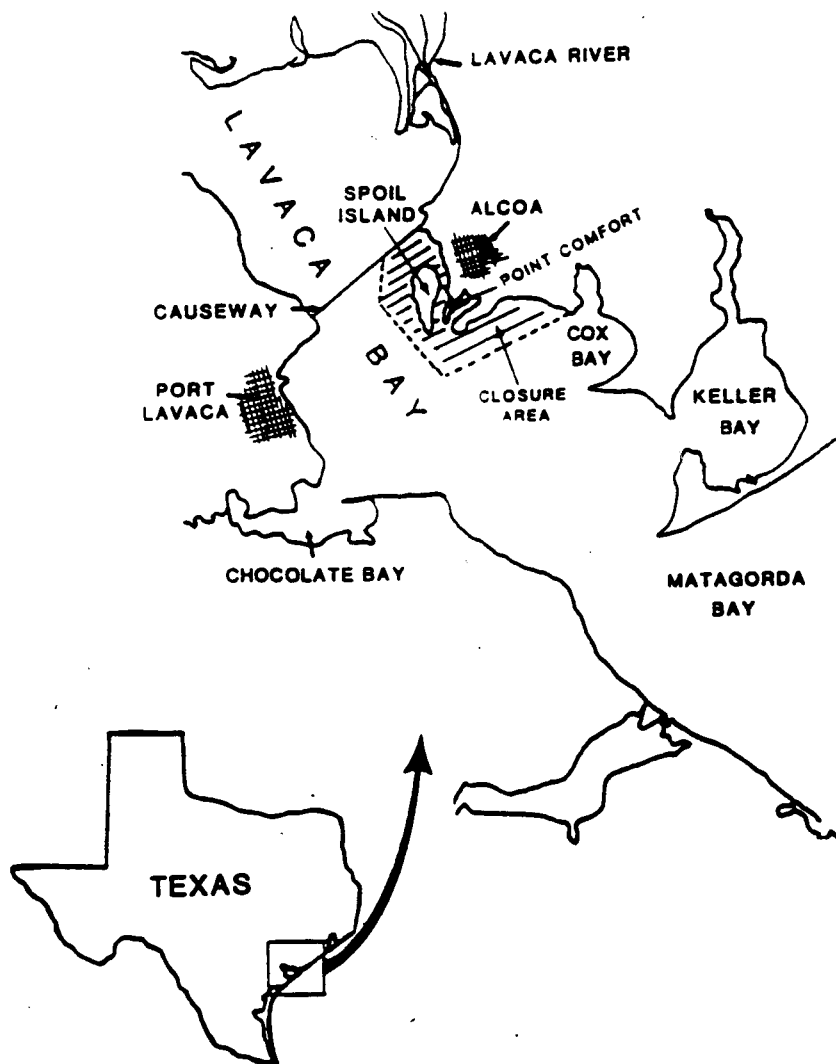 LAVACA RIVER
LAVACA
SPOIL
ISLAND
ALCOA
POINT COMFORT
CAUSEWAY
BAY
COX
BAY
PORT
LAVACA
CLOSURE
AREA
KELLER
BAY
CHOCOLATE BAY
MATAGORDA
BAY
TEXAS